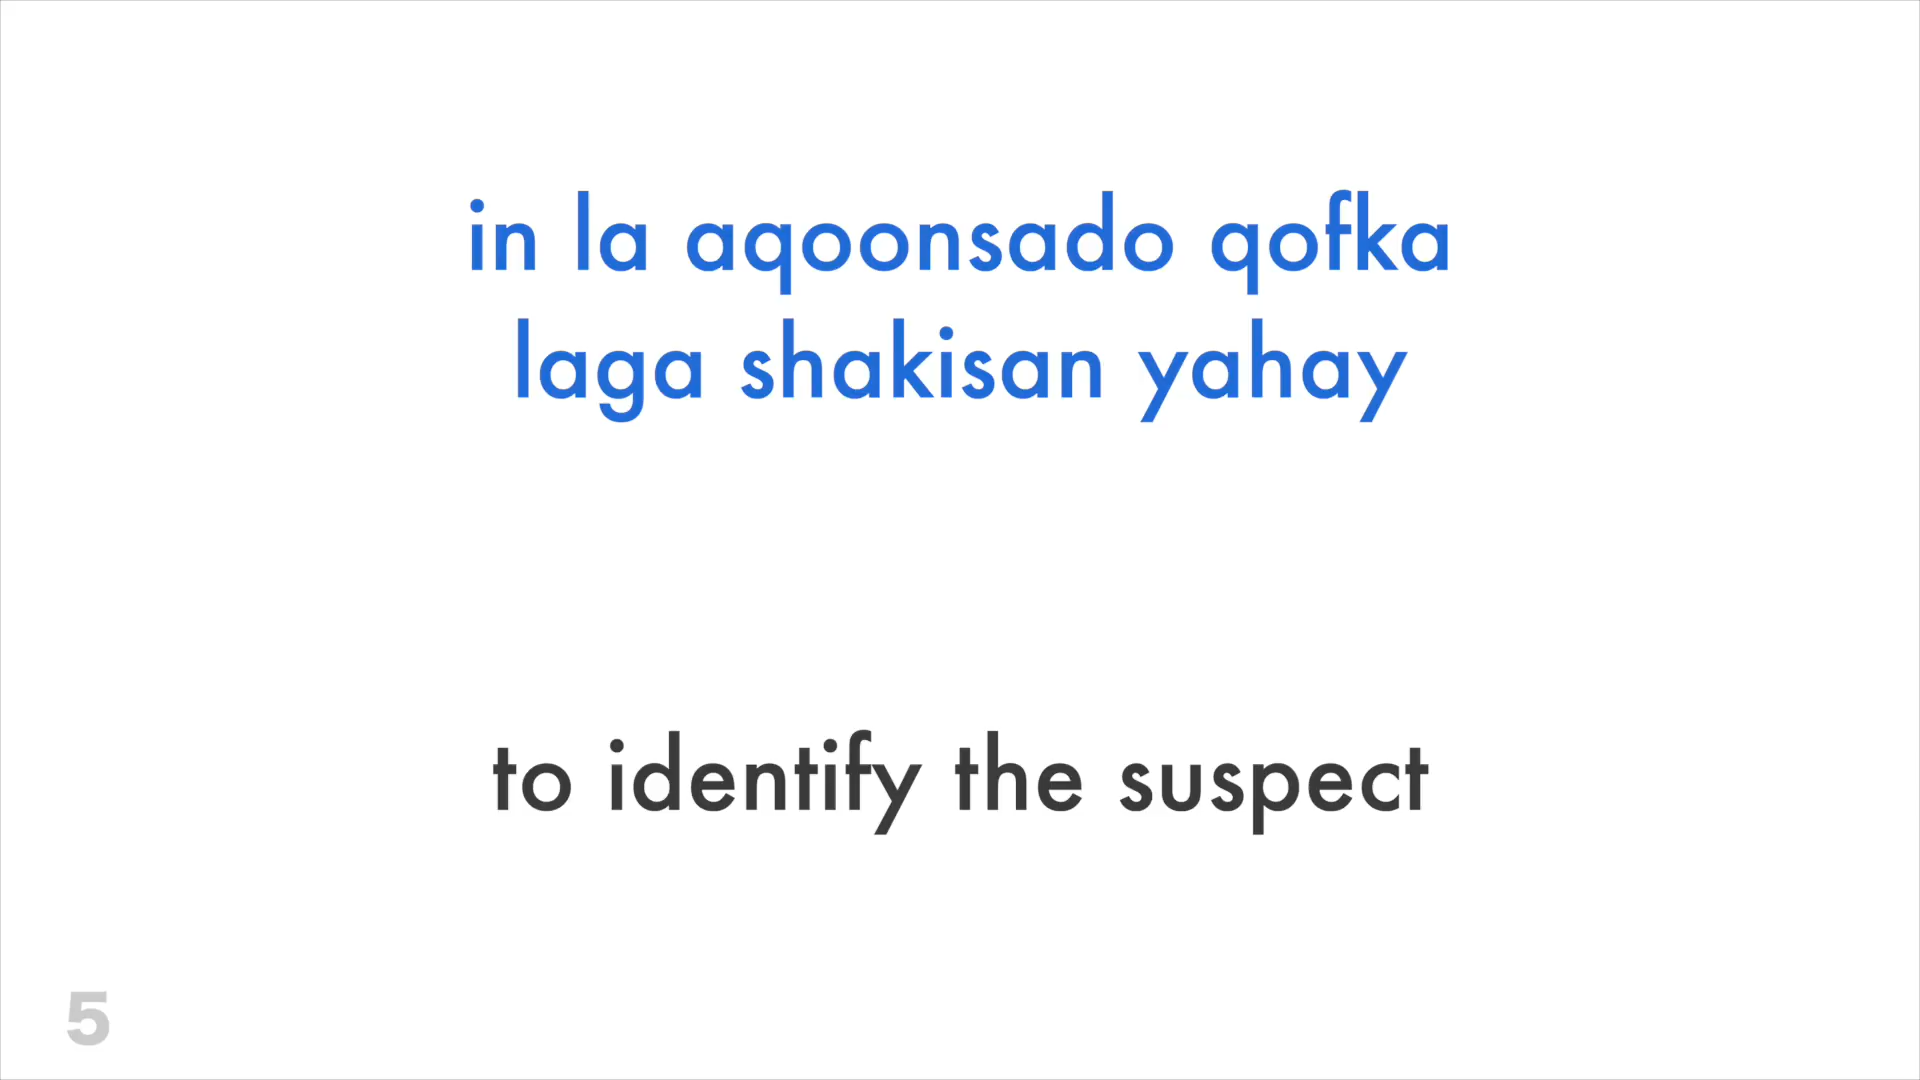 in la aqoonsado qofka
laga shakisan yahay
to identify the suspect
5